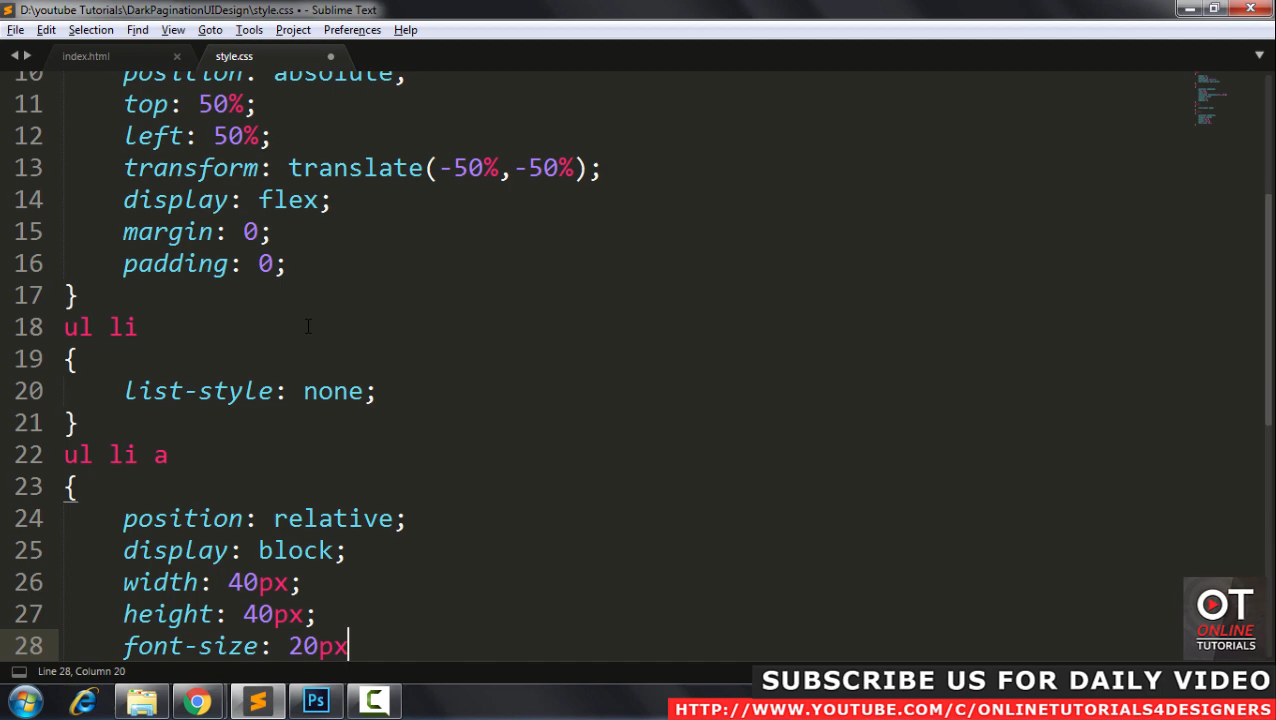 D:\youtube Tutorials\DarkPaginationUIDesign\style.css • - Sublime Text
File Edit Selection Find View Goto Tools Project Preferences Help
index.html style.css
10 position: absolute;
11 top: 50%;
12 left: 50%;
13 transform: translate(-50%,-50%);
14 display: flex;
15 margin: 0;
16 padding: 0;
17 }
18 ul li
19 {
20 list-style: none;
21 }
22 ul li a
23 {
24 position: relative;
25 display: block;
26 width: 40px;
27 height: 40px;
28 font-size: 20px
OT
ONLINE
TUTORIALS
Line 28, Column 20
SUBSCRIBE US FOR DAILY VIDEO
Ps
HTTP://WWW.YOUTUBE.COM/C/ONLINETUTORIALS4DESIGNERS